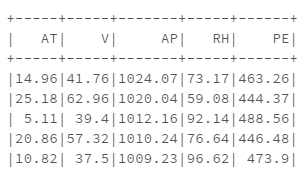 +-----+-----+-------+-----+------+
|   AT|    V|     AP|   RH|    PE|
+-----+-----+-------+-----+------+
|14.96|41.76|1024.07|73.17|463.26|
|25.18|62.96|1020.04|59.08|444.37|
| 5.11| 39.4|1012.16|92.14|488.56|
|20.86|57.32|1010.24|76.64|446.48|
|10.82| 37.5|1009.23|96.62| 473.9|